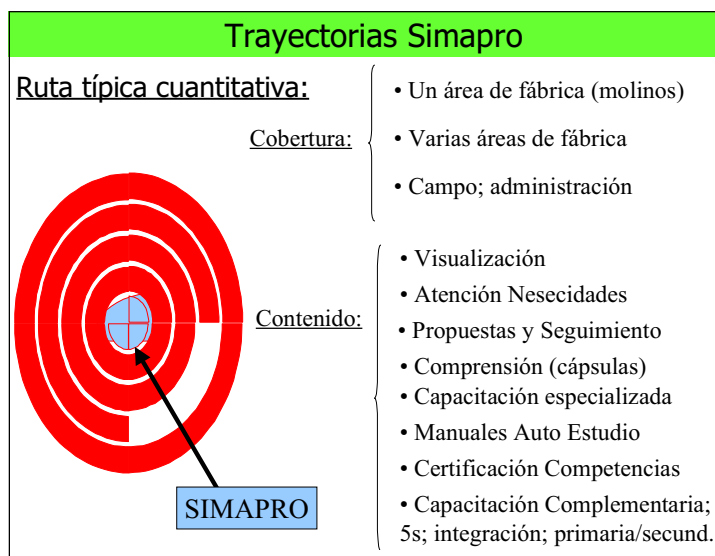 Trayectorias Simapro
Ruta típica cuantitativa:
Cobertura:
• Un área de fábrica (molinos)
• Varias áreas de fábrica
• Campo; administración
Contenido:
• Visualización
• Atención Nesecidades
• Propuestas y Seguimiento
• Comprensión (cápsulas)
• Capacitación especializada
• Manuales Auto Estudio
• Certificación Competencias
• Capacitación Complementaria;
5s; integración; primaria/secund.
SIMAPRO